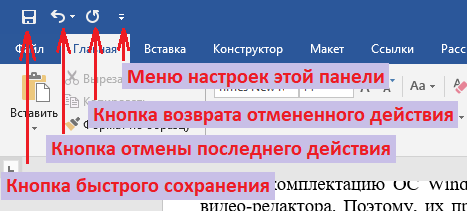 Файл Главная Вставка Конструктор Макет Ссылки
Меню настроек этой панели
Вставить
Aa
Кнопка возврата отмененного действия
Кнопка отмены последнего действия
Кнопка быстрого сохранения
комплектацию ОС Wind
видео-редактора. Поэтому, их пр